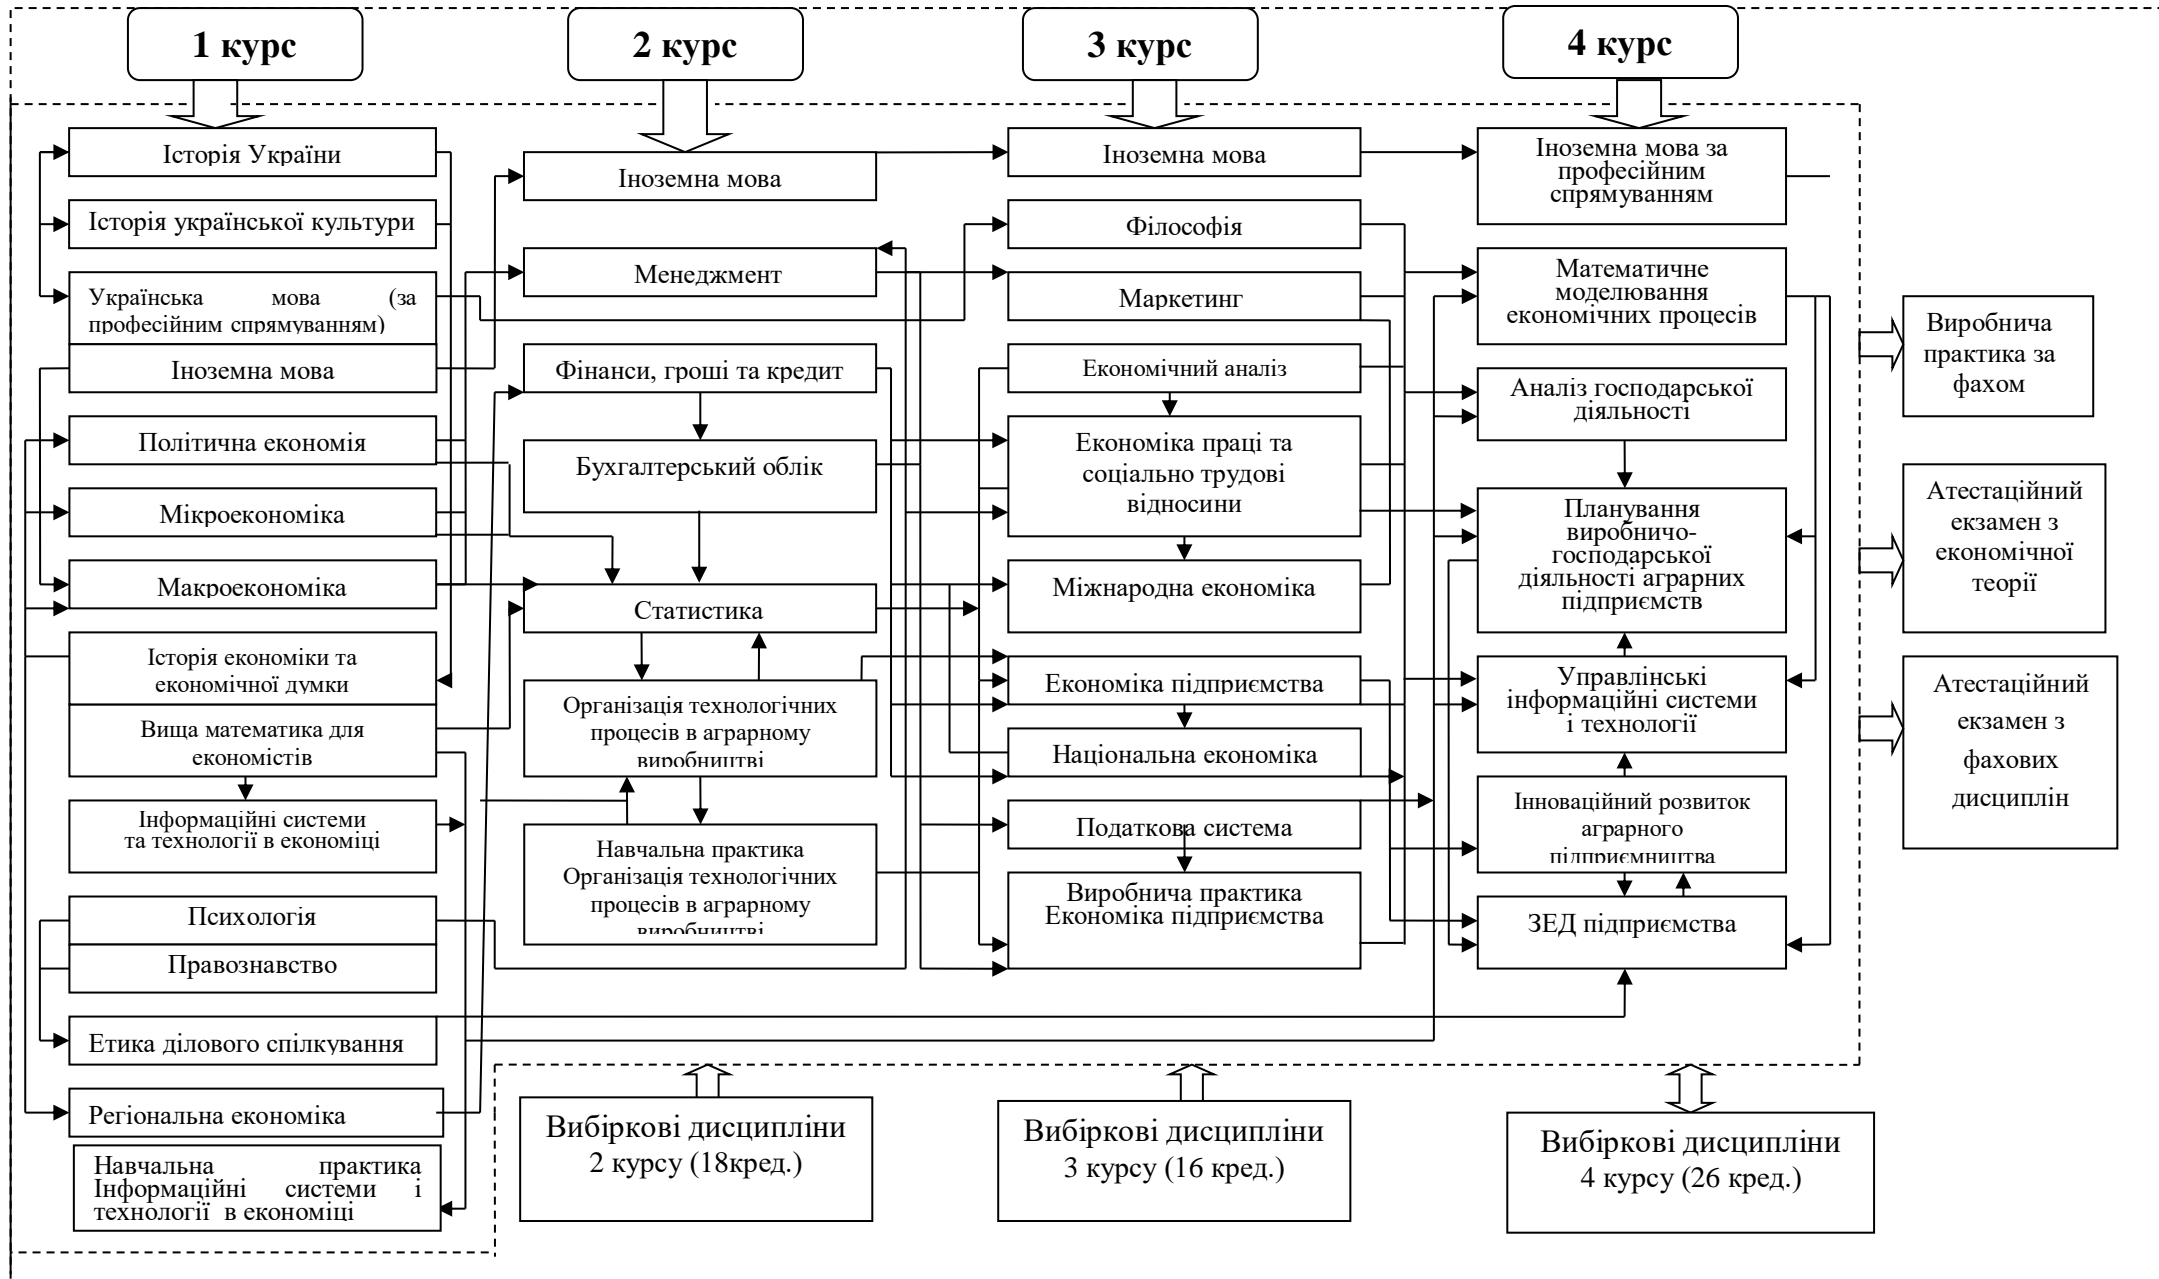 1 курс
2 курс
3 курс
4 курс
Історія України
Історія української культури
Українська мова (за
професійним спрямуванням)
Іноземна мова
Політична економія
Мікроекономіка
Макроекономіка
Історія економіки та
економічної думки
Вища математика для
економістів
Інформаційні системи
та технології в економіці
Психологія
Правознавство
Етика ділового спілкування
Регіональна економіка
Навчальна практика
Інформаційні системи і
технології в економіці
Іноземна мова
Менеджмент
Фінанси, гроші та кредит
Бухгалтерський облік
Статистика
Організація технологічних
процесів в аграрному
виробництві
Навчальна практика
Організація технологічних
процесів в аграрному
виробництві
Вибіркові дисципліни
2 курсу (18кред.)
Іноземна мова
Філософія
Маркетинг
Економічний аналіз
Економіка праці та
соціально трудові
відносини
Міжнародна економіка
Економіка підприємства
Національна економіка
Податкова система
Виробнича практика
Економіка підприємства
Вибіркові дисципліни
3 курсу (16 кред.)
Іноземна мова за
професійним
спрямуванням
Математичне
моделювання
економічних процесів
Аналіз господарської
діяльності
Планування
виробничо-
господарської
діяльності аграрних
підприємств
Управлінські
інформаційні системи
і технології
Інноваційний розвиток
аграрного
підприємництва
ЗЕД підприємства
Вибіркові дисципліни
4 курсу (26 кред.)
Виробнича
практика за
фахом
Атестаційний
екзамен з
економічної
теорії
Атестаційний
екзамен з
фахових
дисциплін